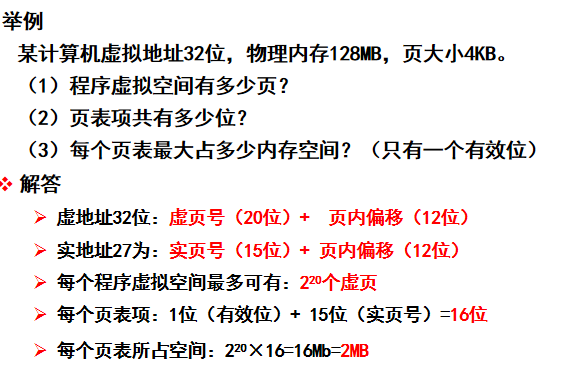 举例
某计算机虚拟地址32位，物理内存128MB，页大小4KB。
（1）程序虚拟空间有多少页？
（2）页表项共有多少位？
（3）每个页表最大占多少内存空间？（只有一个有效位）
解答
虚地址32位：虚页号（20位）+ 页内偏移（12位）
实地址27为：实页号（15位）+ 页内偏移（12位）
每个程序虚拟空间最多可有：2²⁰个虚页
每个页表项：1位（有效位）+ 15位（实页号）=16位
每个页表所占空间：2²⁰×16=16Mb=2MB